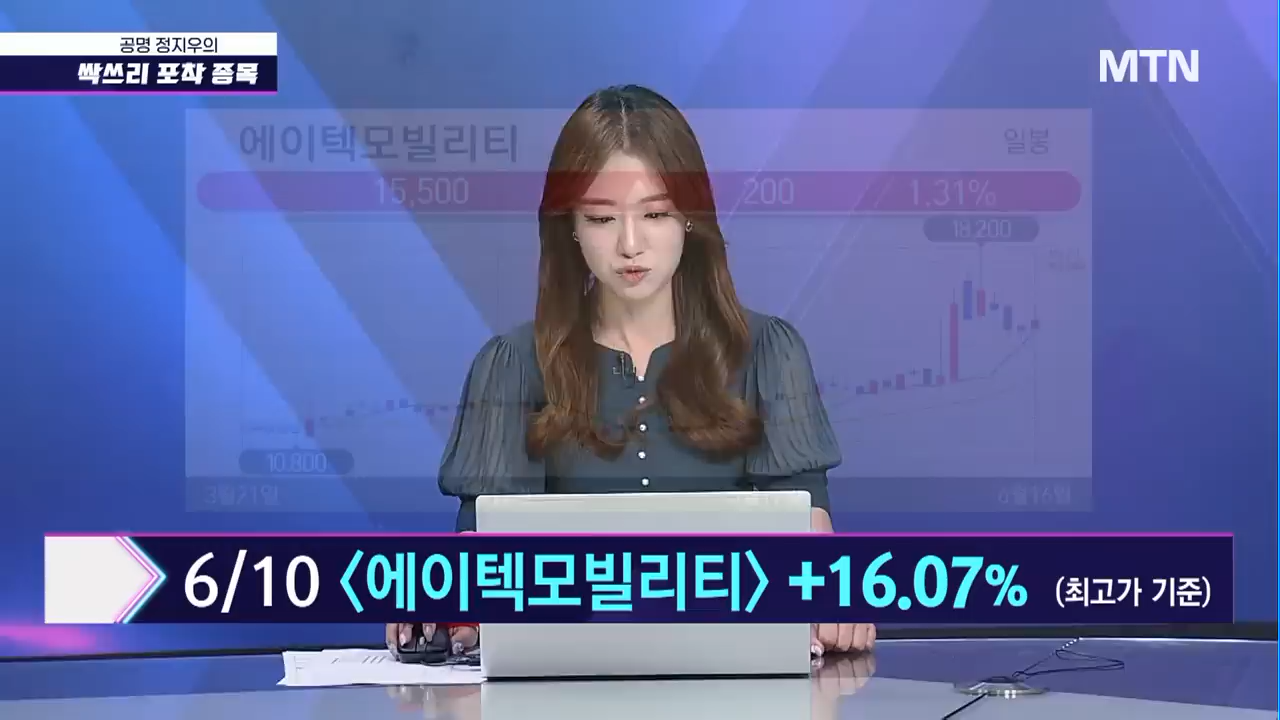 공명 정지우의
싹쓰리 포착 종목
MTN
에이텍모빌리티
일봉
15,500 200 1.31%
18,200
10,800
3월21일 6월16일
6/10 〈에이텍모빌리티〉 +16.07% (최고가 기준)